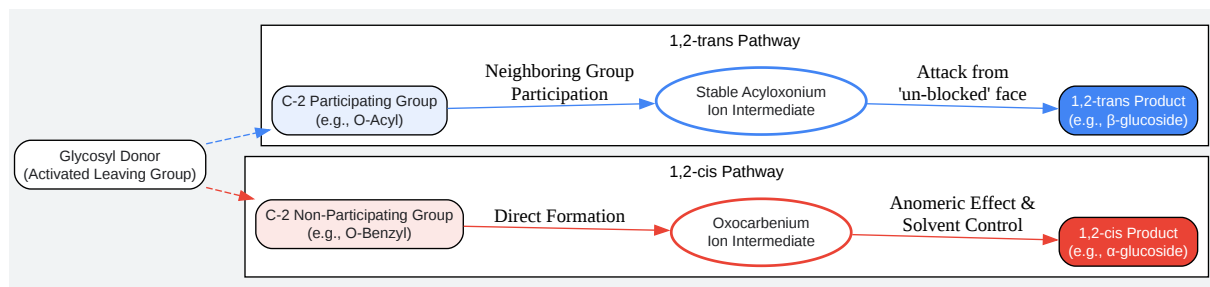 1,2-trans Pathway
Neighboring Group
Participation
Attack from
'un-blocked' face
C-2 Participating Group
(e.g., O-Acyl)
Stable Acyloxonium
Ion Intermediate
1,2-trans Product
(e.g., β-glucoside)
Glycosyl Donor
(Activated Leaving Group)
1,2-cis Pathway
C-2 Non-Participating Group
(e.g., O-Benzyl)
Direct Formation
Oxocarbenium
Ion Intermediate
Anomeric Effect &
Solvent Control
1,2-cis Product
(e.g., α-glucoside)